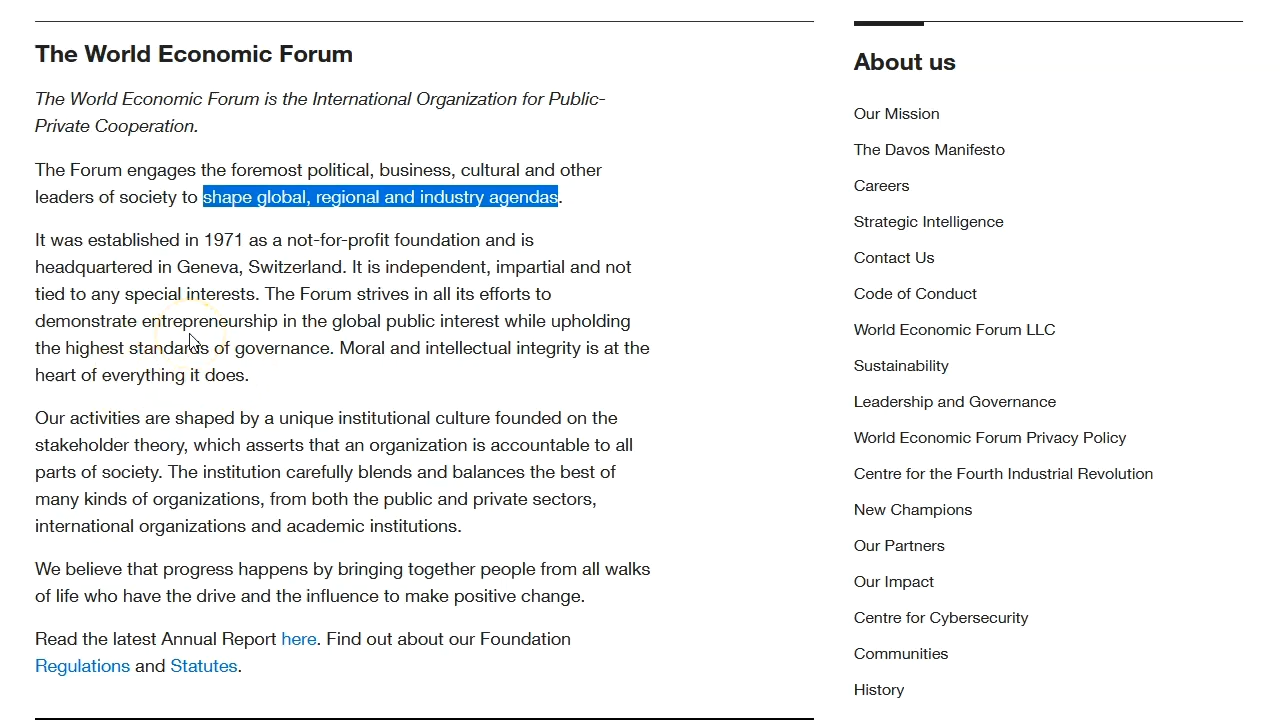 The World Economic Forum
The World Economic Forum is the International Organization for Public-
Private Cooperation.
The Forum engages the foremost political, business, cultural and other
leaders of society to shape global, regional and industry agendas.
It was established in 1971 as a not-for-profit foundation and is
headquartered in Geneva, Switzerland. It is independent, impartial and not
tied to any special interests. The Forum strives in all its efforts to
demonstrate entrepreneurship in the global public interest while upholding
the highest standards of governance. Moral and intellectual integrity is at the
heart of everything it does.
Our activities are shaped by a unique institutional culture founded on the
stakeholder theory, which asserts that an organization is accountable to all
parts of society. The institution carefully blends and balances the best of
many kinds of organizations, from both the public and private sectors,
international organizations and academic institutions.
We believe that progress happens by bringing together people from all walks
of life who have the drive and the influence to make positive change.
Read the latest Annual Report here. Find out about our Foundation
Regulations and Statutes.
About us
Our Mission
The Davos Manifesto
Careers
Strategic Intelligence
Contact Us
Code of Conduct
World Economic Forum LLC
Sustainability
Leadership and Governance
World Economic Forum Privacy Policy
Centre for the Fourth Industrial Revolution
New Champions
Our Partners
Our Impact
Centre for Cybersecurity
Communities
History